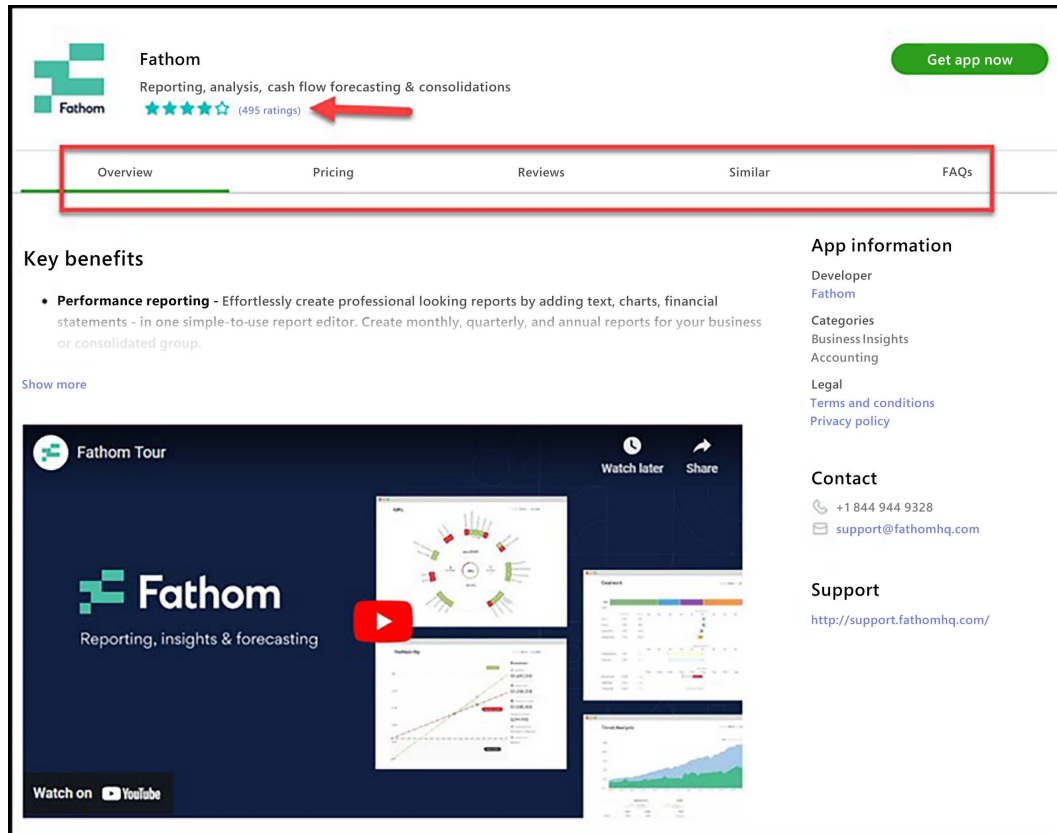 Fathom
Fathom
Reporting, analysis, cash flow forecasting & consolidations
(495 ratings)
Get app now
Overview
Pricing
Reviews
Similar
FAQs
Key benefits
Performance reporting - Effortlessly create professional looking reports by adding text, charts, financial
statements - in one simple-to-use report editor. Create monthly, quarterly, and annual reports for your business
or consolidated group.
Show more
Fathom Tour
Watch later
Share
Fathom
Reporting, insights & forecasting
Trend Analysis
Watch on YouTube
App information
Developer
Fathom
Categories
Business Insights
Accounting
Legal
Terms and conditions
Privacy policy
Contact
+1 844 944 9328
support@fathomhq.com
Support
http://support.fathomhq.com/